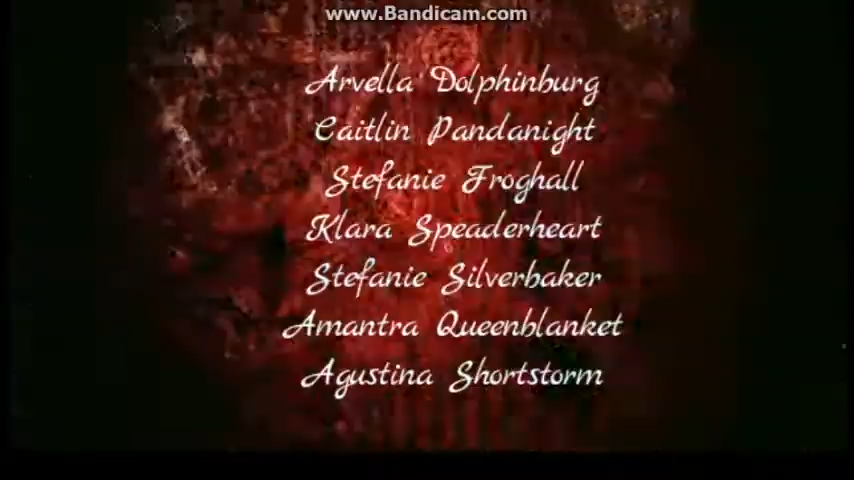 www.Bandicam.com
Arvella Dolphinburg
Caitlin Pandanight
Stefanie Froghall
Klara Speaderheart
Stefanie Silverbaker
Amantra Queenblanket
Agustina Shortstorm